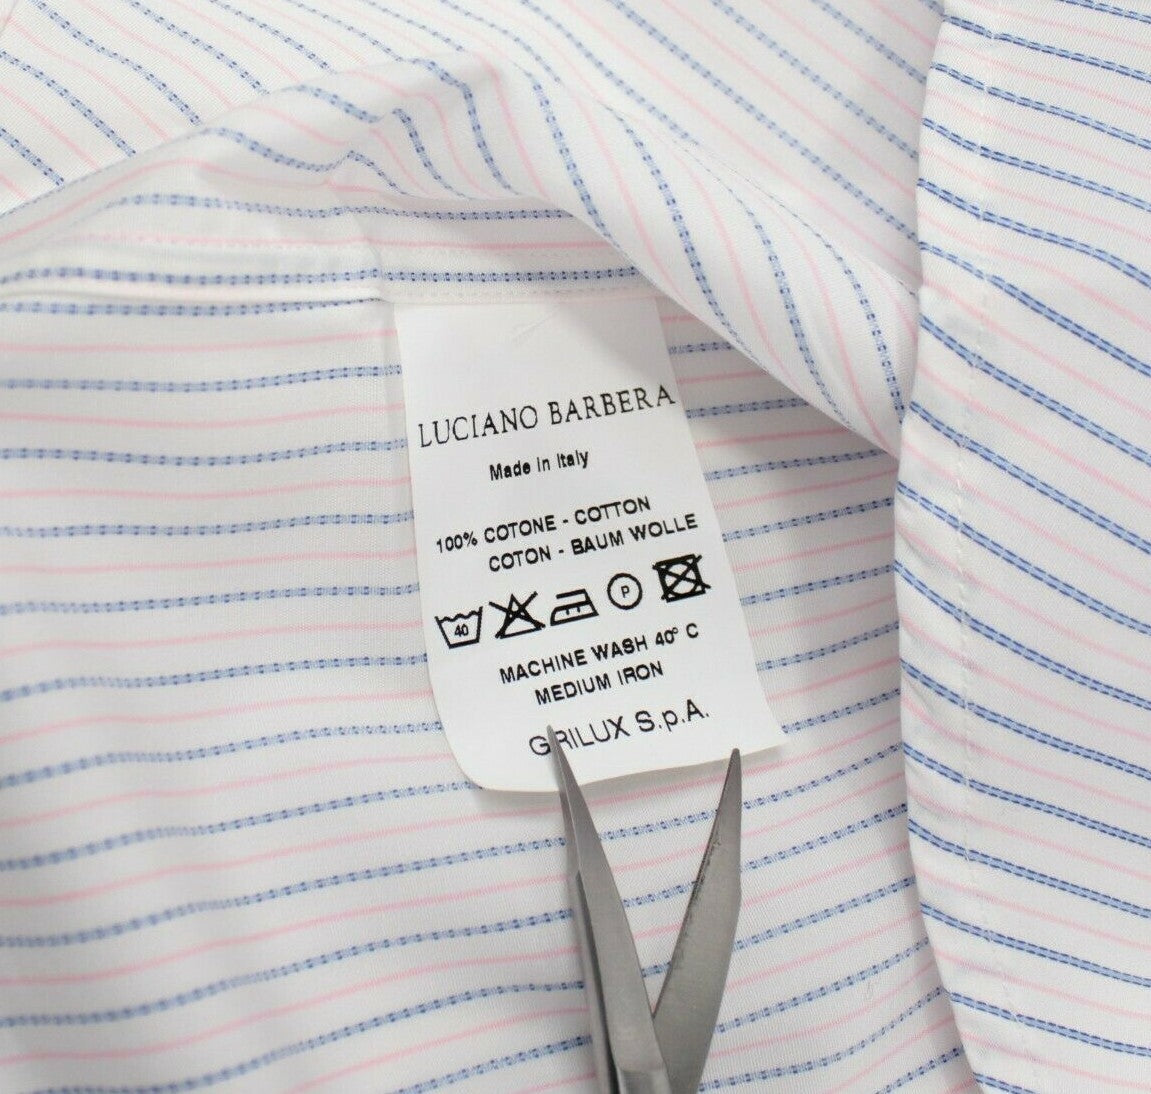 LUCIANO BARBERA
Made in Italy
100% COTONE - COTTON
COTON - BAUM WOLLE
40 P
MACHINE WASH 40° C
MEDIUM IRON
GRILUX S.p.A.